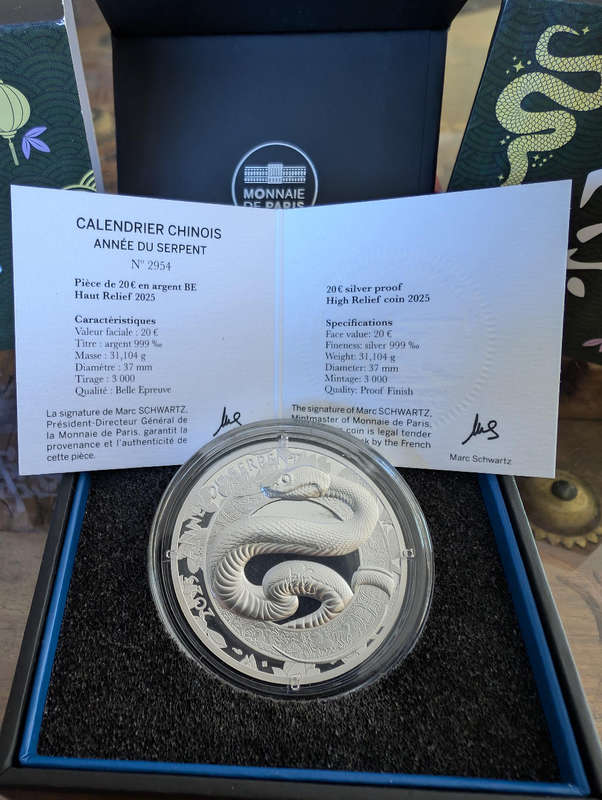 MONNAIE
DE PARIS
CALENDRIER CHINOIS
ANNÉE DU SERPENT
N° 2954
Pièce de 20€ en argent BE
Haut Relief 2025
Caractéristiques
Valeur faciale : 20 €
Titre : argent 999 ‰
Masse : 31,104 g
Diamètre : 37 mm
Tirage : 3 000
Qualité : Belle Epreuve
La signature de Marc SCHWARTZ,
Président-Directeur Général de
la Monnaie de Paris, garantit la
provenance et l'authenticité de
cette pièce.
20€ silver proof
High Relief coin 2025
Specifications
Face value: 20 €
Fineness: silver 999 ‰
Weight: 31,104 g
Diameter: 37 mm
Mintage: 3 000
Quality: Proof Finish
The signature of Marc SCHWARTZ,
Mintmaster of Monnaie de Paris,
coin is legal tender
by the French
Marc Schwartz
DU SERPENT
2025